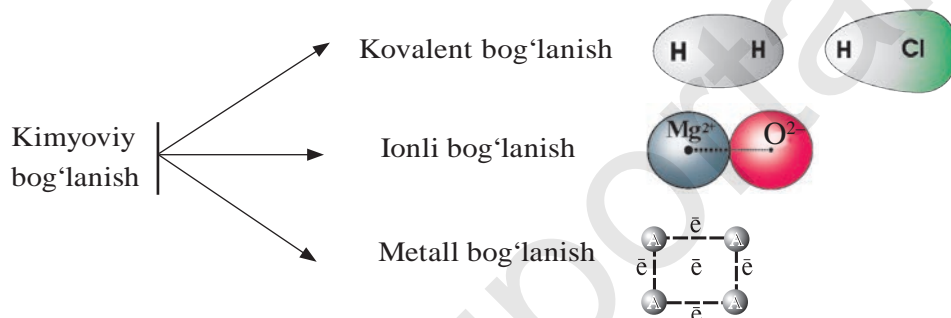 Kovalent bog‘lanish
H H
H Cl
Kimyoviy
bog‘lanish
Ionli bog‘lanish
Mg²⁺ O²⁻
Metall bog‘lanish
A ē A
ē ē ē
A ē A